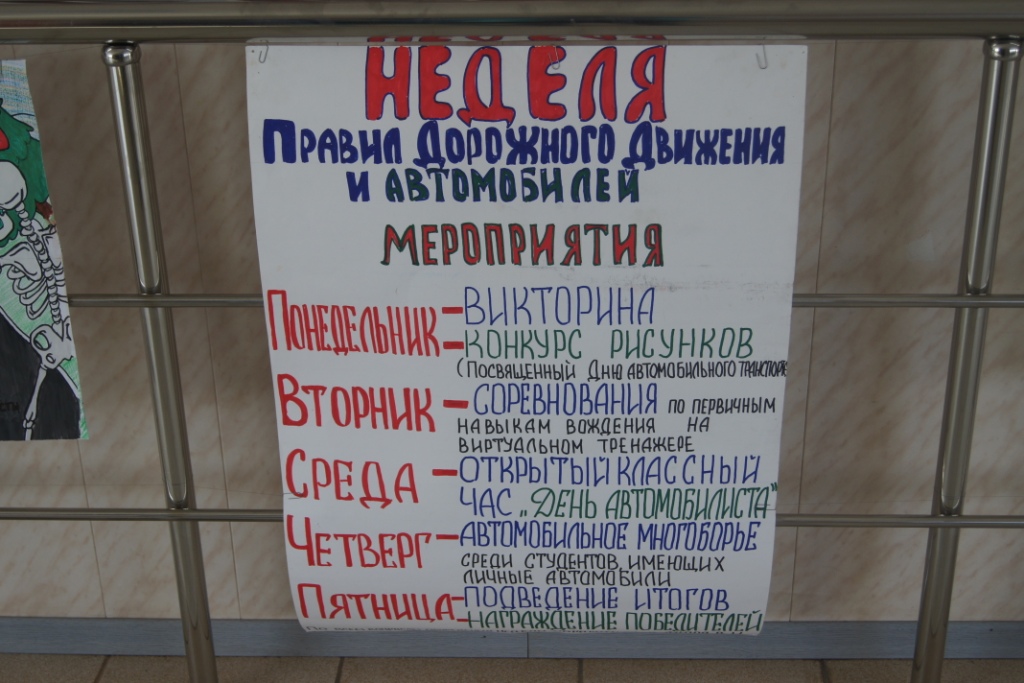 НЕДЕЛЯ
ПРАВИЛ ДОРОЖНОГО ДВИЖЕНИЯ
И АВТОМОБИЛЕЙ
МЕРОПРИЯТИЯ
ПОНЕДЕЛЬНИК - ВИКТОРИНА
- КОНКУРС РИСУНКОВ
(ПОСВЯЩЕННЫЙ ДНЮ АВТОМОБИЛЬНОГО ТРАНСПОРТ
ВТОРНИК - СОРЕВНОВАНИЯ ПО ПЕРВИЧНЫМ
НАВЫКАМ ВОЖДЕНИЯ НА
ВИРТУАЛЬНОМ ТРЕНАЖЕРЕ
СРЕДА - ОТКРЫТЫЙ КЛАССНЫЙ
ЧАС „ДЕНЬ АВТОМОБИЛИСТА"
ЧЕТВЕРГ - АВТОМОБИЛЬНОЕ МНОГОБОРЬЕ
СРЕДИ СТУДЕНТОВ, ИМЕЮЩИХ
ЛИЧНЫЕ АВТОМОБИЛИ
ПЯТНИЦА - ПОДВЕДЕНИЕ ИТОГОВ
- НАГРАЖДЕНИЕ ПОБЕДИТЕЛЕЙ